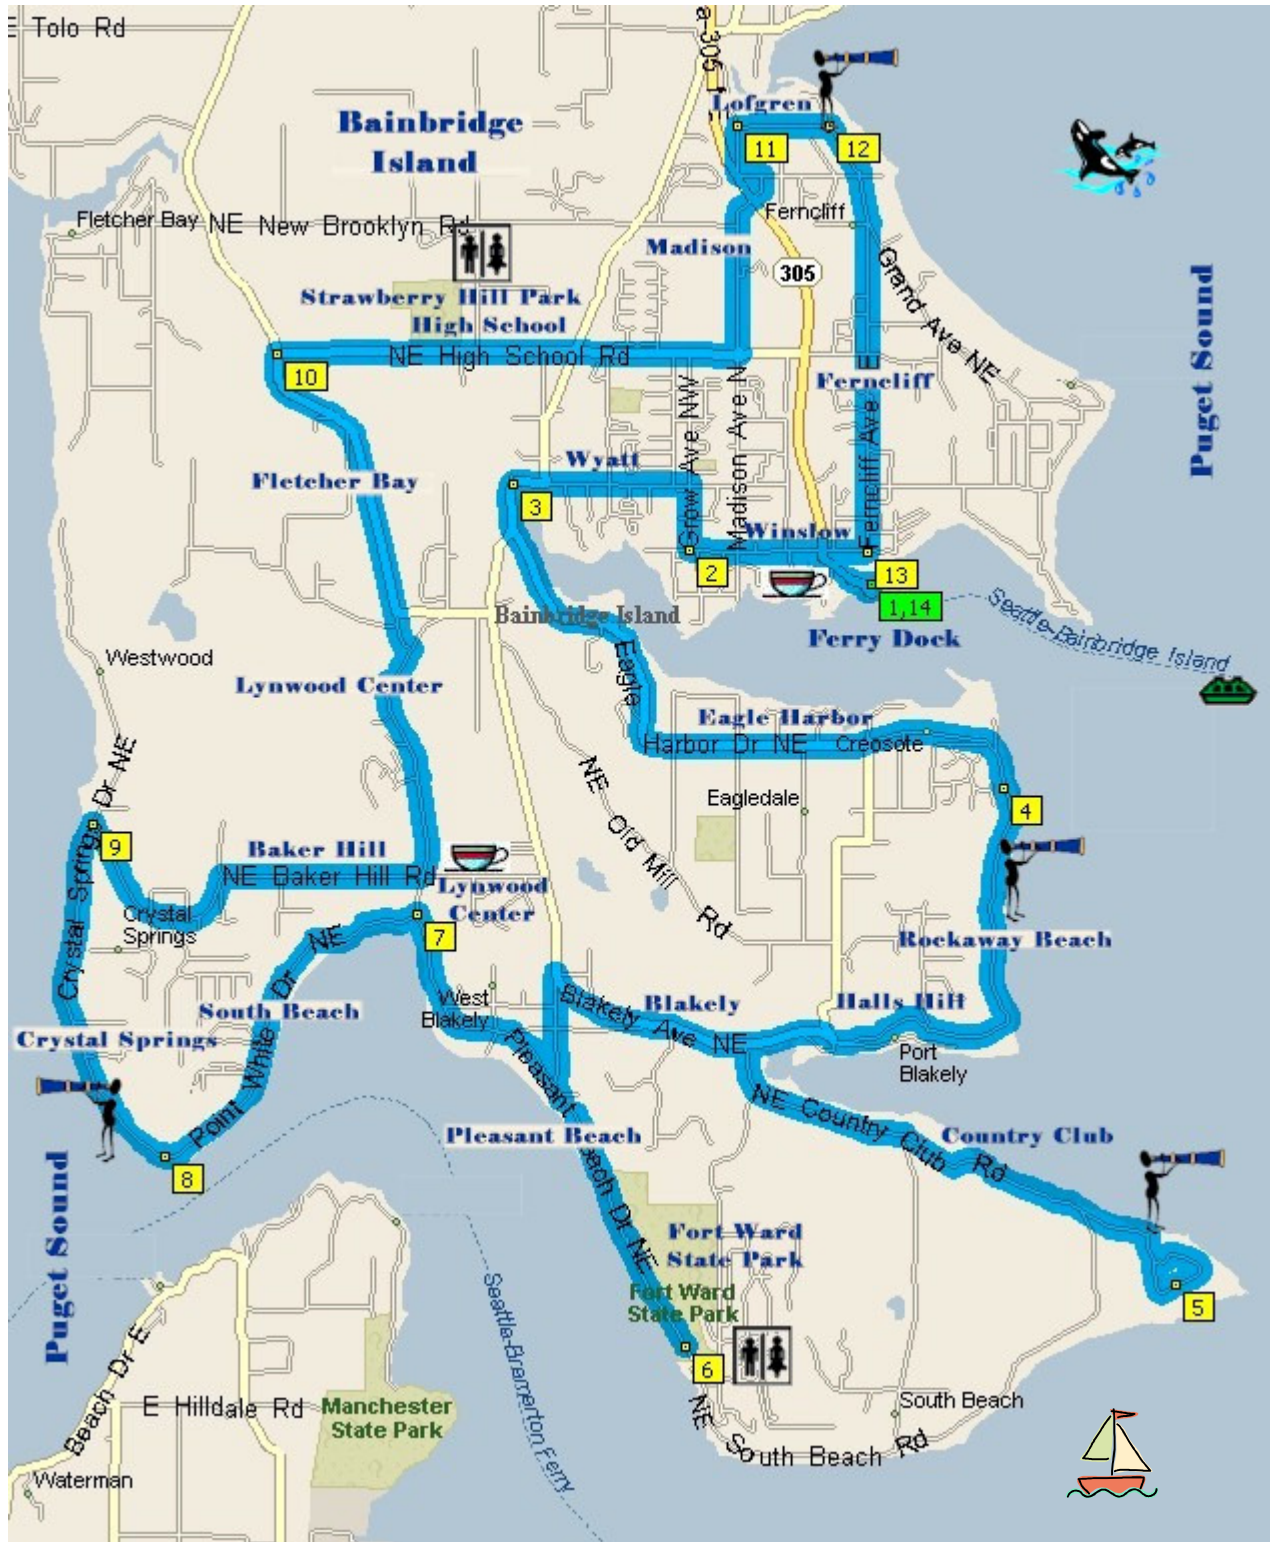 E Tolo Rd
a-305
Lofgren
Bainbridge
Island
11
12
Fletcher Bay
NE New Brooklyn Rd
Ferncliff
Madison
305
Grand Ave NE
Puget Sound
Strawberry Hill Park
High School
NE High School Rd
10
Ferncliff
Fletcher Bay
Wyatt
Grow Ave NW
Madison Ave N
Ferncliff Ave
3
Winslow
2
13
1,14
Bainbridge Island
Ferry Dock
Seattle-Bainbridge Island
Westwood
Lynwood Center
Eagle
Harbor Dr NE
Eagle Harbor
Creosote
Eagledale
4
NE Old Mill Rd
Crystal Springs Dr NE
9
Baker Hill
NE Baker Hill Rd
Lynwood
Center
Crystal
Springs
7
Rockaway Beach
West
Blakely
Blakely
Blakely Ave NE
Halls Hill
Port
Blakely
South Beach
Crystal Springs
Point White Dr NE
Pleasant Beach Dr NE
Pleasant Beach
NE Country Club Rd
Country Club
8
Puget Sound
Fort Ward
State Park
Fort Ward
State Park
5
6
Seattle-Bremerton Ferry
Beach Dr E
E Hilldale Rd
Manchester
State Park
South Beach
NE South Beach Rd
Waterman